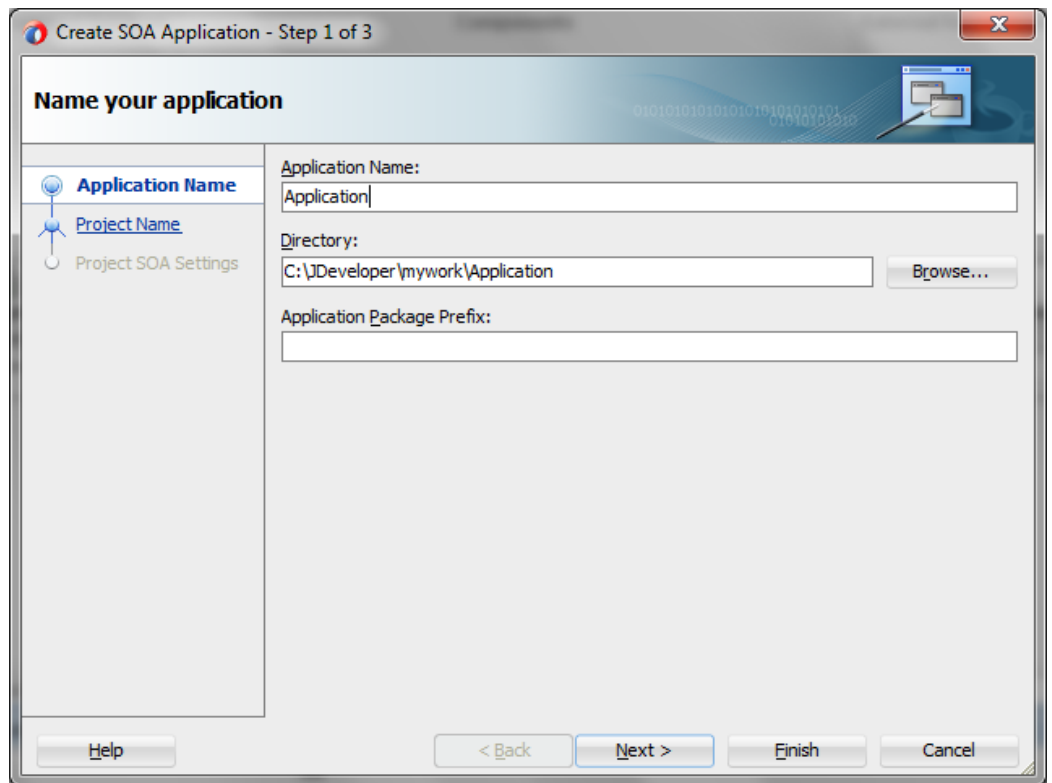 Create SOA Application - Step 1 of 3
Name your application
Application Name
Project Name
Project SOA Settings
Application Name:
Application
Directory:
C:\JDeveloper\mywork\Application
Browse...
Application Package Prefix:
Help
< Back
Next >
Finish
Cancel